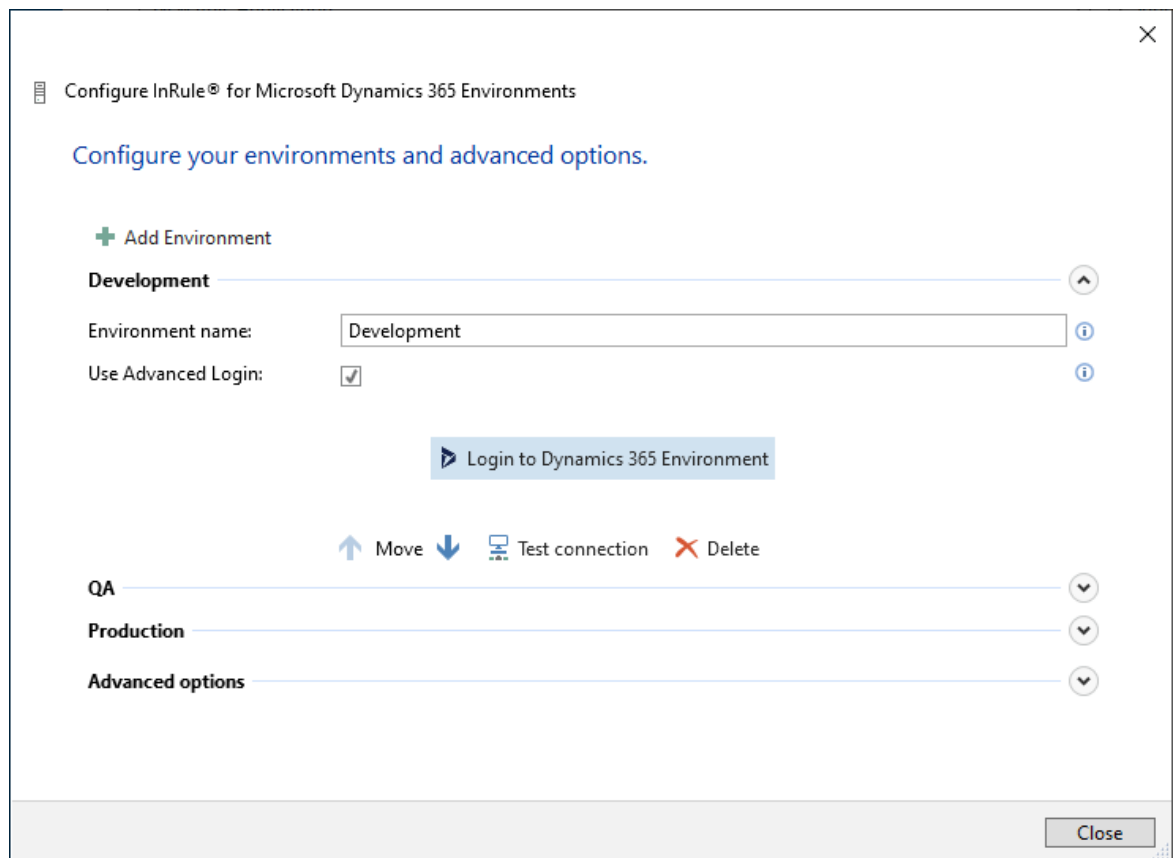 Configure InRule® for Microsoft Dynamics 365 Environments
Configure your environments and advanced options.
Add Environment
Development
Environment name: Development
Use Advanced Login:
Login to Dynamics 365 Environment
Move Test connection Delete
QA
Production
Advanced options
Close